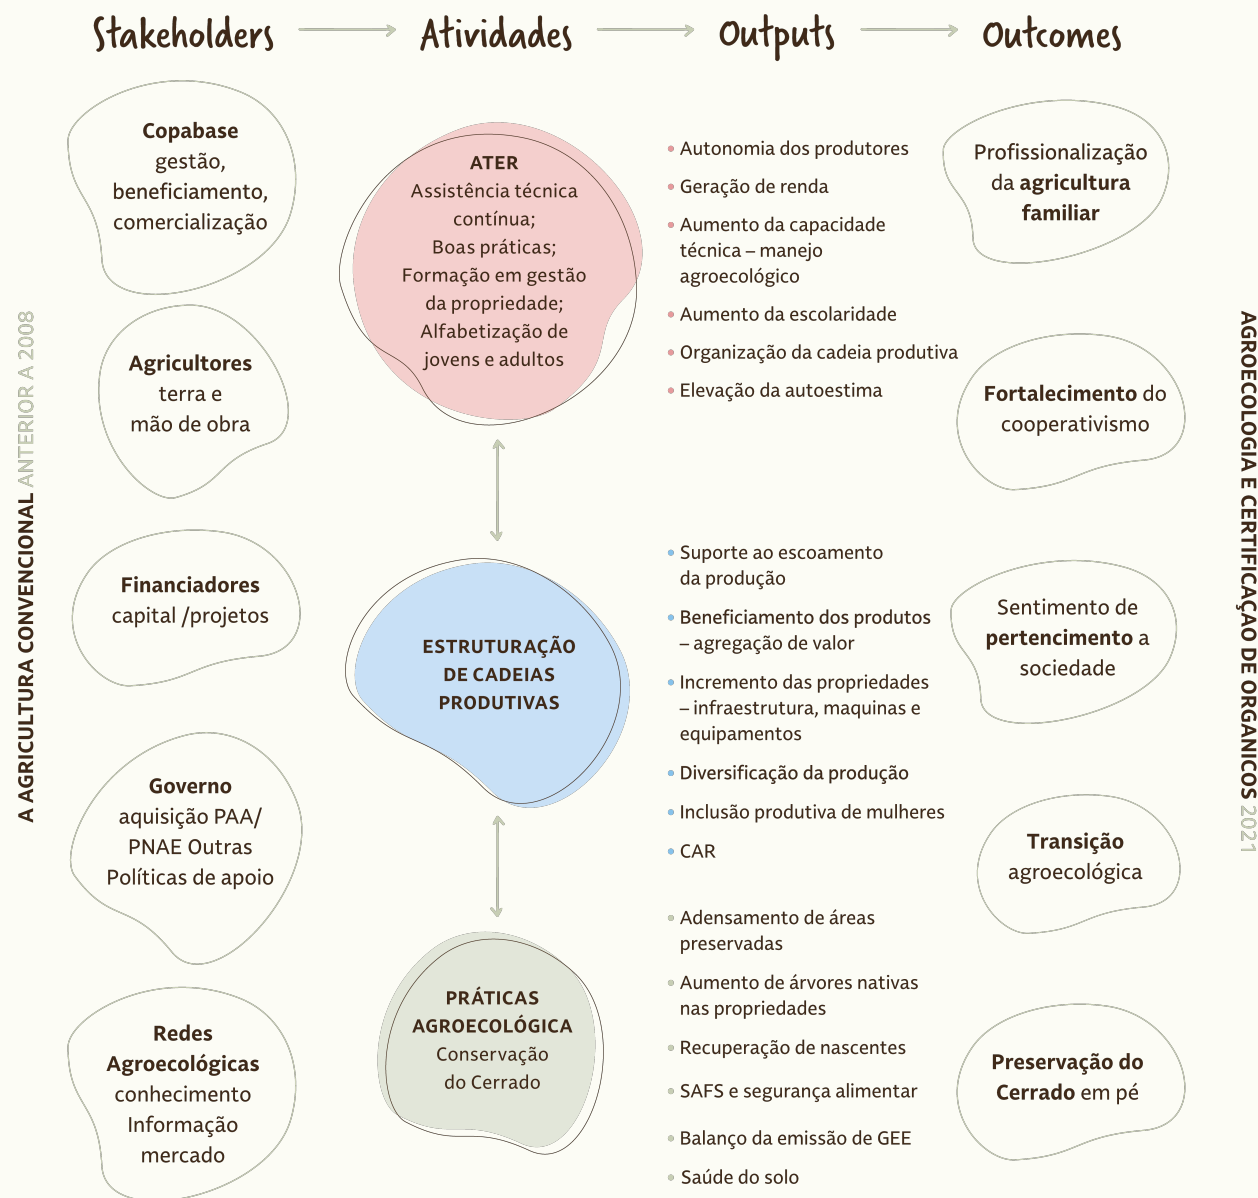 Stakeholders
Atividades
Outputs
Outcomes
A AGRICULTURA CONVENCIONAL ANTERIOR A 2008
Copabase
gestão,
beneficiamento,
comercialização
Agricultores
terra e
mão de obra
Financiadores
capital /projetos
Governo
aquisição PAA/
PNAE Outras
Políticas de apoio
Redes
Agroecológicas
conhecimento
Informação
mercado
ATER
Assistência técnica
contínua;
Boas práticas;
Formação em gestão
da propriedade;
Alfabetização de
jovens e adultos
ESTRUTURAÇÃO
DE CADEIAS
PRODUTIVAS
PRÁTICAS
AGROECOLÓGICA
Conservação
do Cerrado
• Autonomia dos produtores
• Geração de renda
• Aumento da capacidade
técnica – manejo
agroecológico
• Aumento da escolaridade
• Organização da cadeia produtiva
• Elevação da autoestima
• Suporte ao escoamento
da produção
• Beneficiamento dos produtos
– agregação de valor
• Incremento das propriedades
– infraestrutura, maquinas e
equipamentos
• Diversificação da produção
• Inclusão produtiva de mulheres
• CAR
• Adensamento de áreas
preservadas
• Aumento de árvores nativas
nas propriedades
• Recuperação de nascentes
• SAFS e segurança alimentar
• Balanço da emissão de GEE
• Saúde do solo
Profissionalização
da agricultura
familiar
Fortalecimento do
cooperativismo
Sentimento de
pertencimento a
sociedade
Transição
agroecológica
Preservação do
Cerrado em pé
AGROECOLOGIA E CERTIFICAÇAO DE ORGANICOS 2021